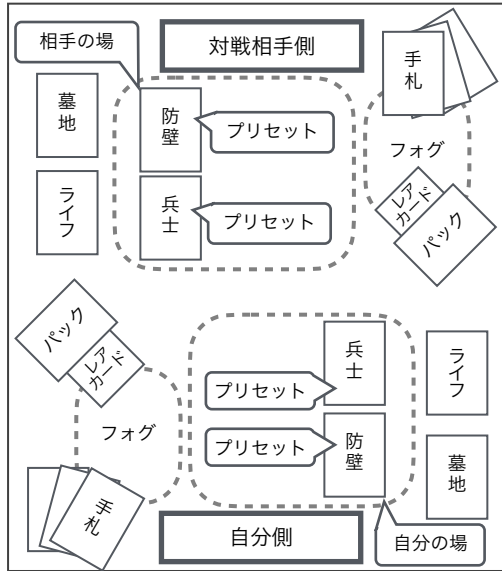 相手の場
対戦相手側
手札
墓地
防壁
プリセット
フォグ
ライフ
兵士
プリセット
レアカード
パック
パック
レアカード
兵士
ライフ
プリセット
フォグ
プリセット
防壁
墓地
手札
自分側
自分の場